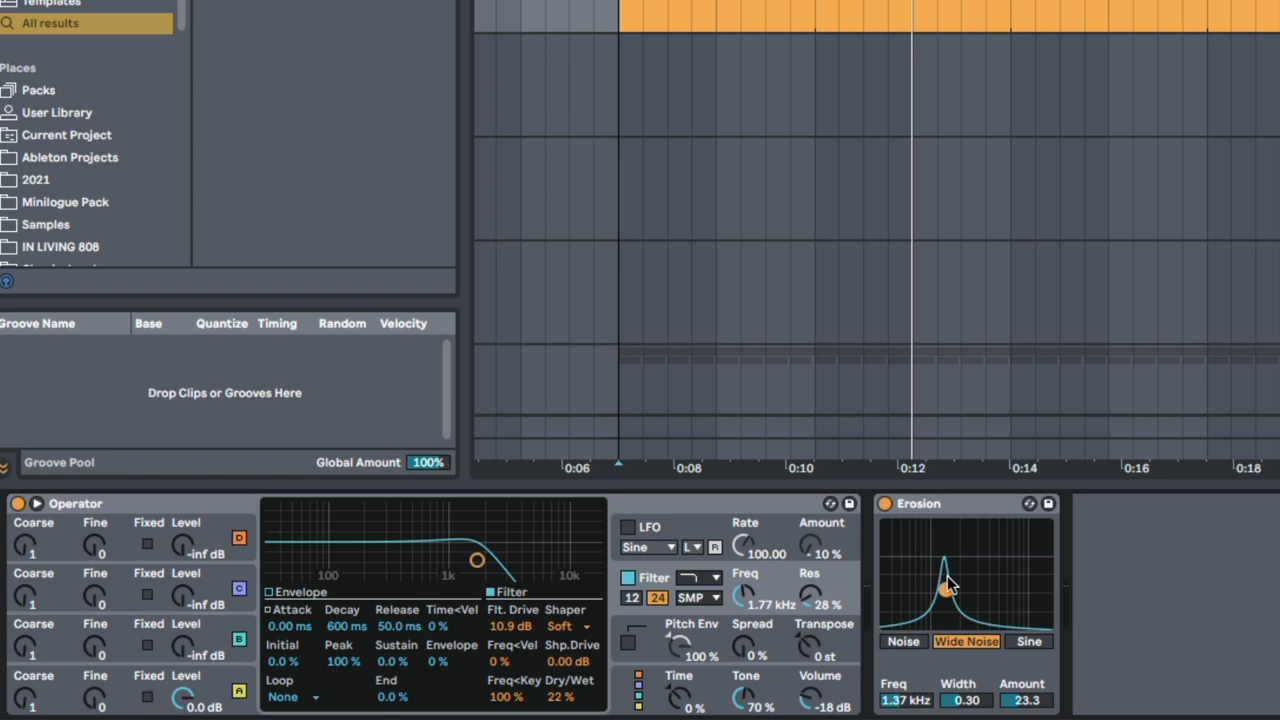 Templates
All results
Places
Packs
User Library
Current Project
Ableton Projects
2021
Minilogue Pack
Samples
IN LIVING 808
Groove Name Base Quantize Timing Random Velocity
Drop Clips or Grooves Here
Groove Pool Global Amount 100%
0:06 0:08 0:10 0:12 0:14 0:16 0:18
Operator
Coarse Fine Fixed Level
1 0 -inf dB D
Coarse Fine Fixed Level
1 0 -inf dB C
Coarse Fine Fixed Level
1 0 -inf dB B
Coarse Fine Fixed Level
1 0 0.0 dB A
100 1k 10k
Envelope Filter
Attack Decay Release Time<Vel Flt. Drive Shaper
0.00 ms 600 ms 50.0 ms 0 % 10.9 dB Soft
Initial Peak Sustain Envelope Freq<Vel Shp.Drive
0.0 % 100 % 0.0 % 0 % 0 % 0.00 dB
Loop End Freq<Key Dry/Wet
None 0.0 % 100 % 22 %
LFO Rate Amount
Sine L R 100.00 10 %
Filter Freq Res
12 24 SMP 1.77 kHz 28 %
Pitch Env Spread Transpose
100 % 0 % 0 st
Time Tone Volume
0 % 70 % -18 dB
Erosion
Noise Wide Noise Sine
Freq Width Amount
1.37 kHz 0.30 23.3